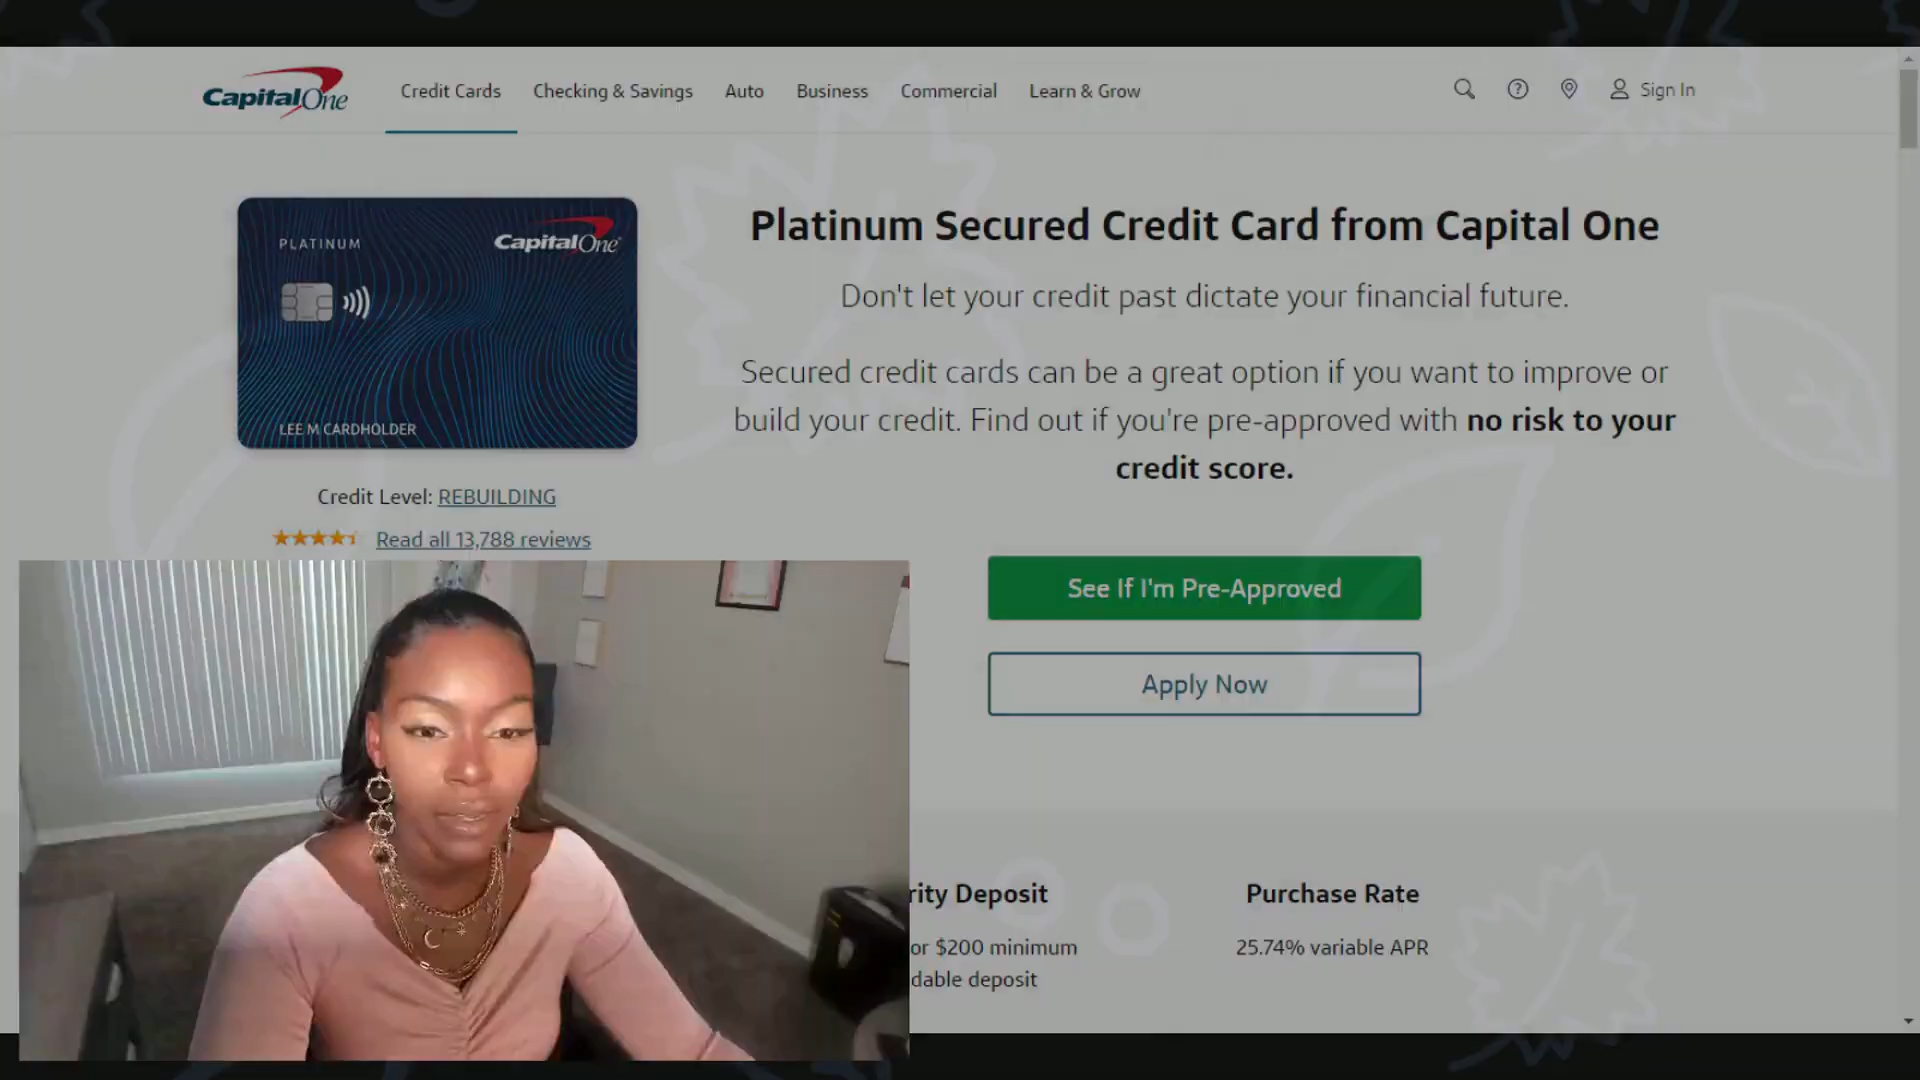 CapitalOne
Credit Cards
Checking & Savings
Auto
Business
Commercial
Learn & Grow
Sign In
PLATINUM
CapitalOne
LEE M CARDHOLDER
Credit Level: REBUILDING
Read all 13,788 reviews
Platinum Secured Credit Card from Capital One
Don't let your credit past dictate your financial future.
Secured credit cards can be a great option if you want to improve or
build your credit. Find out if you're pre-approved with no risk to your
credit score.
See If I'm Pre-Approved
Apply Now
rity Deposit
or $200 minimum
dable deposit
Purchase Rate
25.74% variable APR